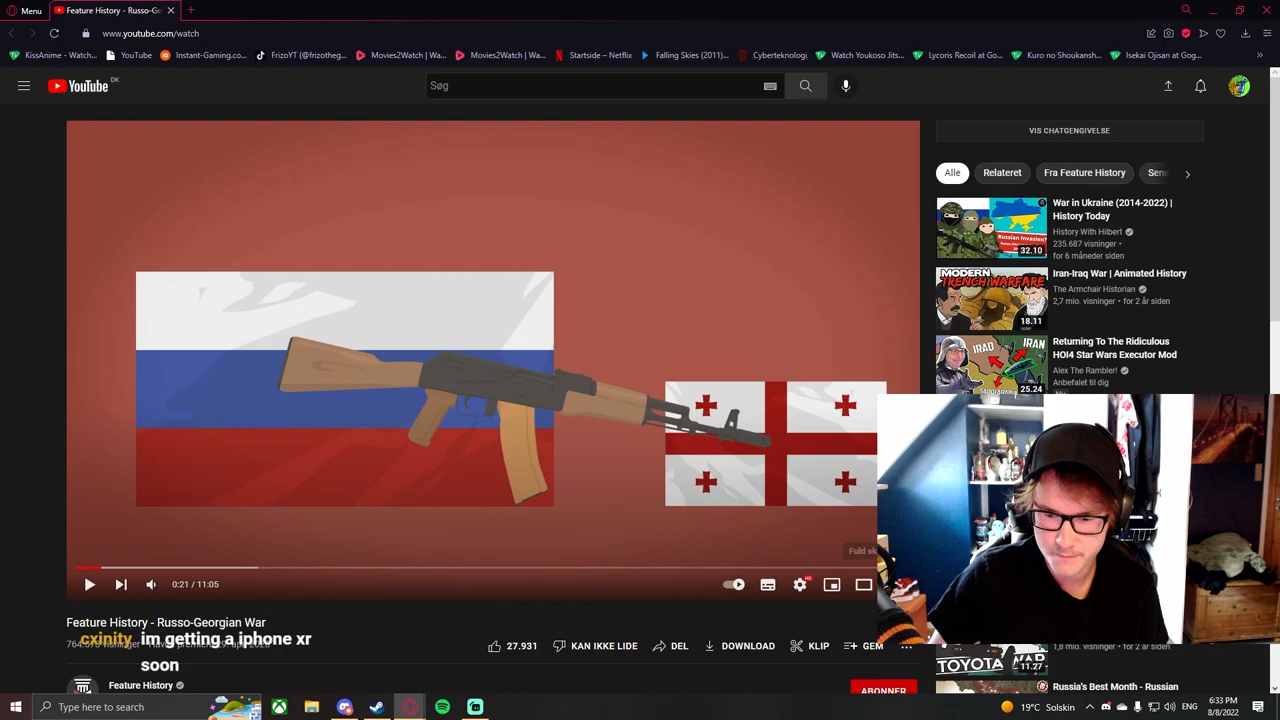 Menu
Feature History - Russo-Ge
www.youtube.com/watch
KissAnime - Watch...
YouTube
Instant-Gaming.co...
FrizoYT (@frizotheg...
Movies2Watch | Wa...
Movies2Watch | Wa...
Startside – Netflix
Falling Skies (2011)...
Cyberteknologi
Watch Youkoso Jits...
Lycoris Recoil at Go...
Kuro no Shoukansh...
Isekai Ojisan at Gog...
YouTube DK
Søg
VIS CHATGENGIVELSE
Alle
Relateret
Fra Feature History
Sene
War in Ukraine (2014-2022) |
History Today
History With Hilbert
235.687 visninger •
for 6 måneder siden
Russian Invasion?
32.10
MODERN
TRENCH WARFARE
18.11
Iran-Iraq War | Animated History
The Armchair Historian
2,7 mio. visninger • for 2 år siden
IRAQ
IRAN
25.24
Returning To The Ridiculous
HOI4 Star Wars Executor Mod
Alex The Rambler!
Anbefalet til dig
Fuld sk
0:21 / 11:05
HD
Feature History - Russo-Georgian War
cxinity im getting a iphone xr
soon
27.931
KAN IKKE LIDE
DEL
DOWNLOAD
KLIP
GEM
Feature History
ABONNER
1,8 mio. visninger • for 2 år siden
TOYOTA WAR
11.27
Russia's Best Month - Russian
Type here to search
19°C Solskin
ENG
6:33 PM
8/8/2022